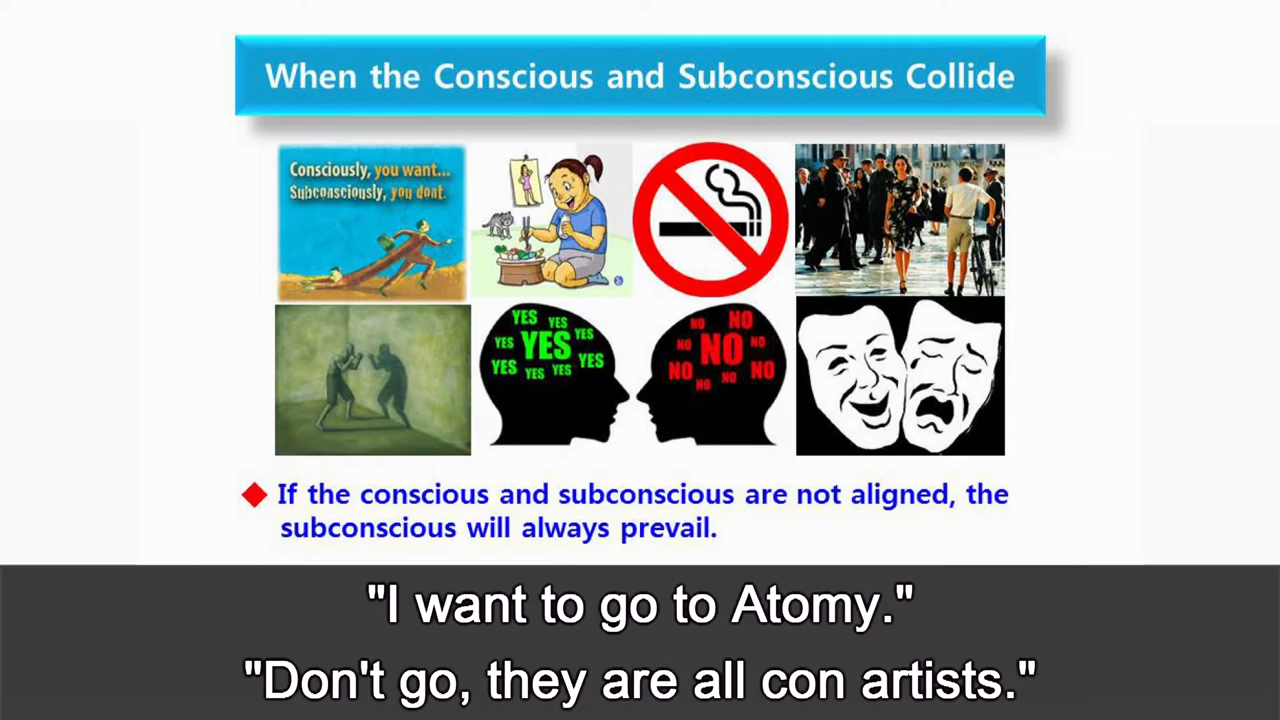 When the Conscious and Subconscious Collide
Consciously, you want...
Subconsciously, you dont.
YES YES
YES YES YES
YES YES YES YES
NO NO
NO NO NO
NO NO NO NO
If the conscious and subconscious are not aligned, the
subconscious will always prevail.
"I want to go to Atomy."
"Don't go, they are all con artists."